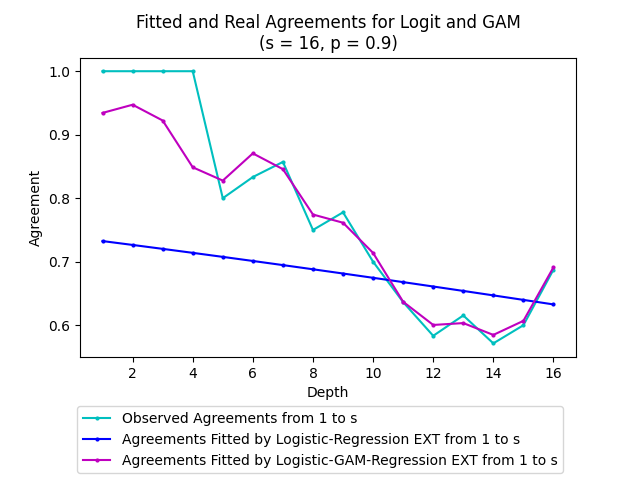 Fitted and Real Agreements for Logit and GAM
(s = 16, p = 0.9)
1.0
0.9
0.8
0.7
0.6
Agreement
2 4 6 8 10 12 14 16
Depth
Observed Agreements from 1 to s
Agreements Fitted by Logistic-Regression EXT from 1 to s
Agreements Fitted by Logistic-GAM-Regression EXT from 1 to s